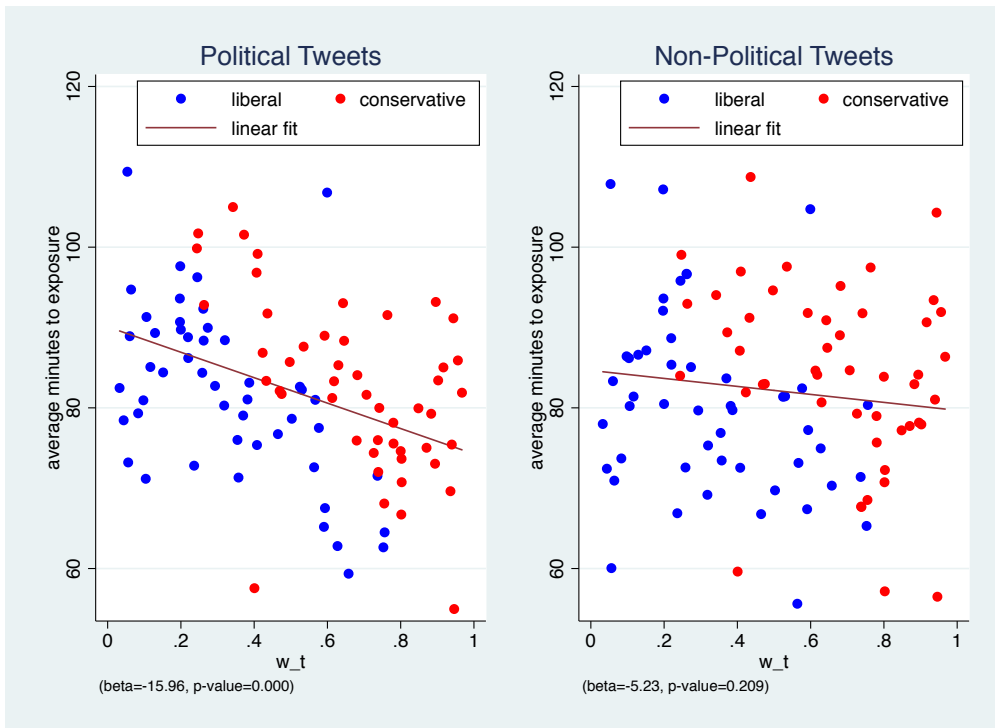 Political Tweets
liberal conservative
linear fit
average minutes to exposure
120
100
80
60
0 .2 .4 .6 .8 1
w_t
(beta=-15.96, p-value=0.000)
Non-Political Tweets
liberal conservative
linear fit
average minutes to exposure
120
100
80
60
0 .2 .4 .6 .8 1
w_t
(beta=-5.23, p-value=0.209)